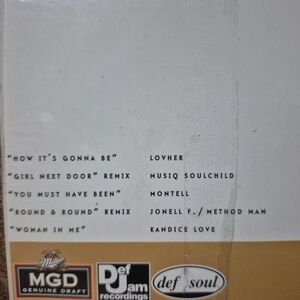 "HOW IT'S GONNA BE" LOVHER
"GIRL NEXT DOOR" REMIX MUSIQ SOULCHILD
"YOU MUST HAVE BEEN" MONTELL
"ROUND & ROUND" REMIX JONELL F./ METHOD MAN
"WOMAN IN ME" KANDICE LOVE
Miller
MGD
GENUINE DRAFT
Def Jam
recordings
def soul